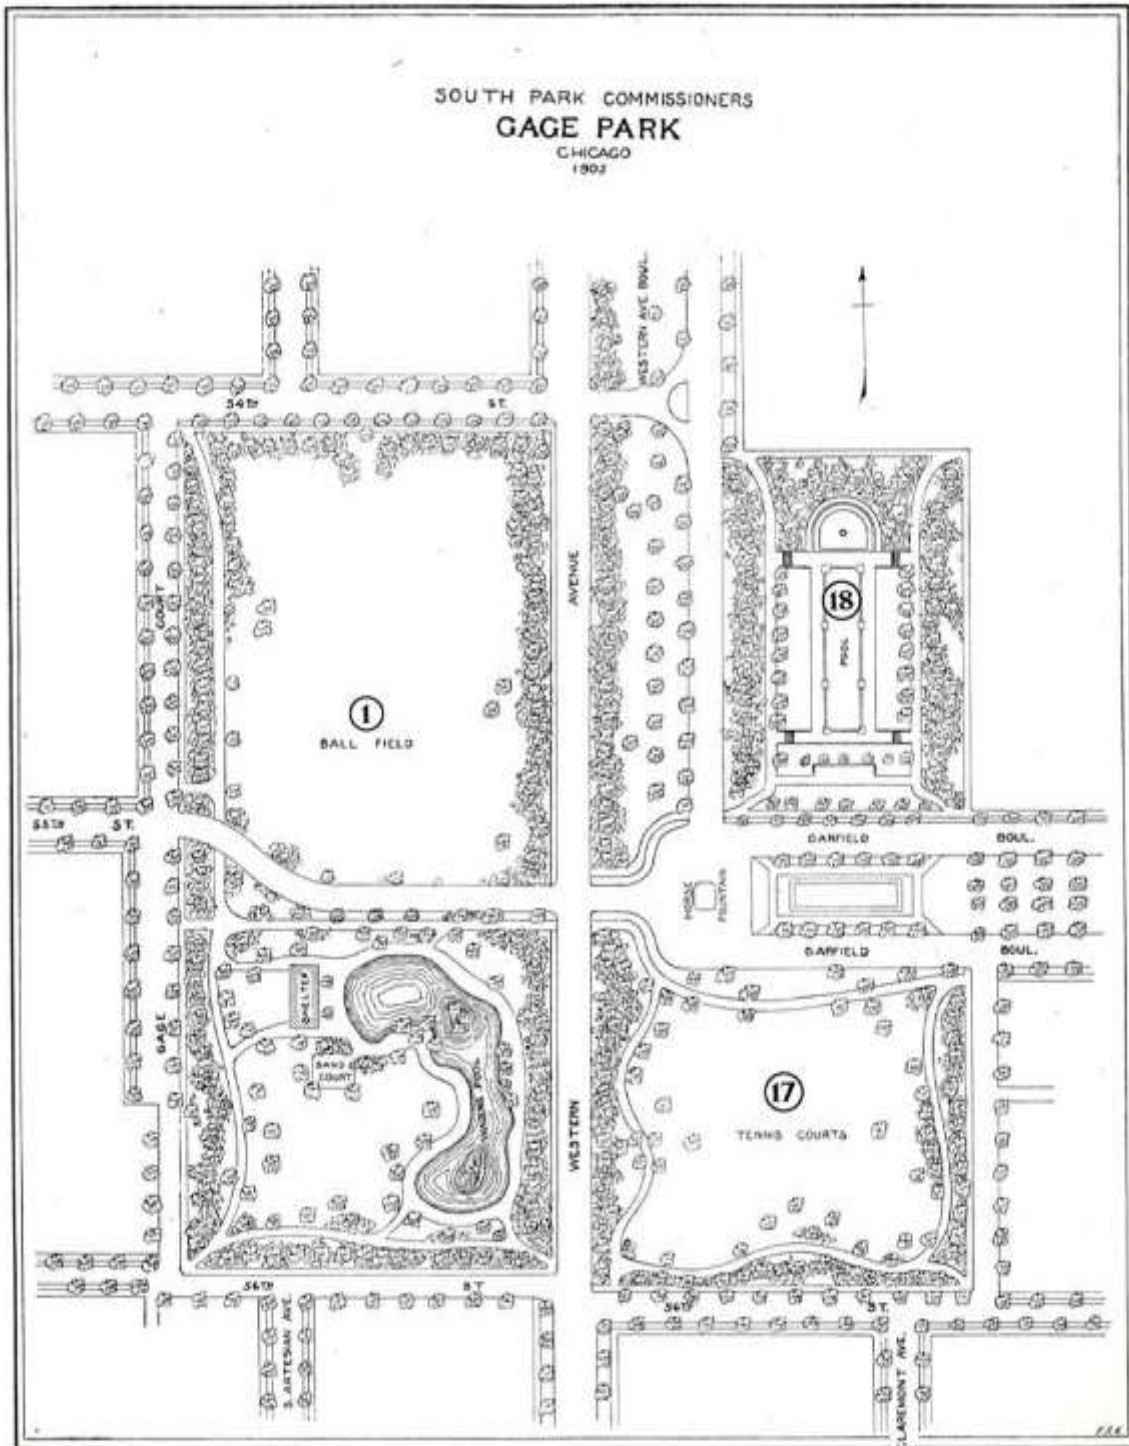 SOUTH PARK COMMISSIONERS
GAGE PARK
CHICAGO
WESTERN AVE BOUL.
54TH ST.
COURT
AVENUE
18
POOL
1
BALL FIELD
55TH ST.
GARFIELD BOUL.
HORSE
FOUNTAIN
GARFIELD BOUL.
GAGE
SHELTER
SAND
COURT
WADING POOL
17
TENNIS COURTS
WESTERN
56TH ST.
56TH ST.
S. ARTESIAN AVE.
CLAREMONT AVE.